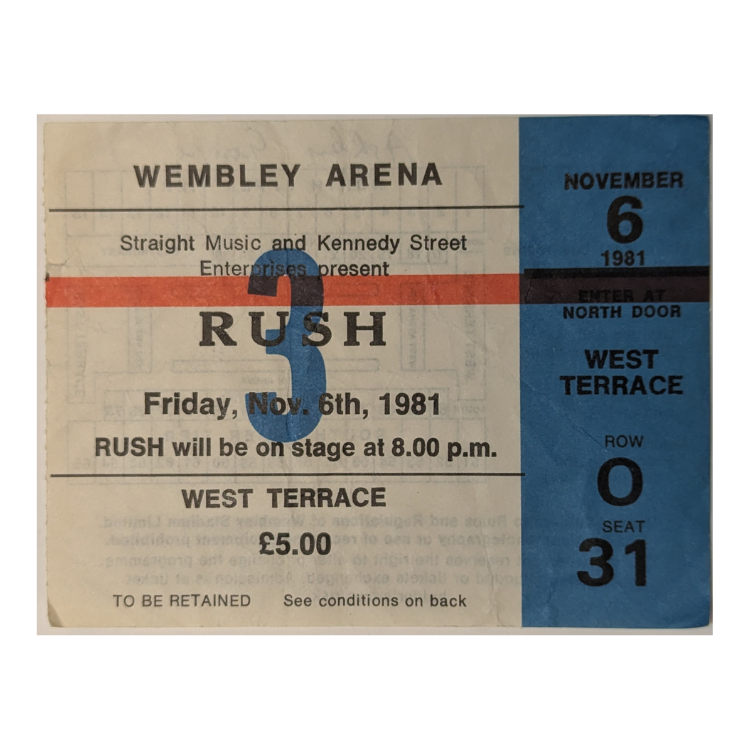 WEMBLEY ARENA
Straight Music and Kennedy Street
Enterprises present
3
RUSH
Friday, Nov. 6th, 1981
RUSH will be on stage at 8.00 p.m.
WEST TERRACE
£5.00
TO BE RETAINED See conditions on back
NOVEMBER
6
1981
ENTER AT
NORTH DOOR
WEST
TERRACE
ROW
O
SEAT
31